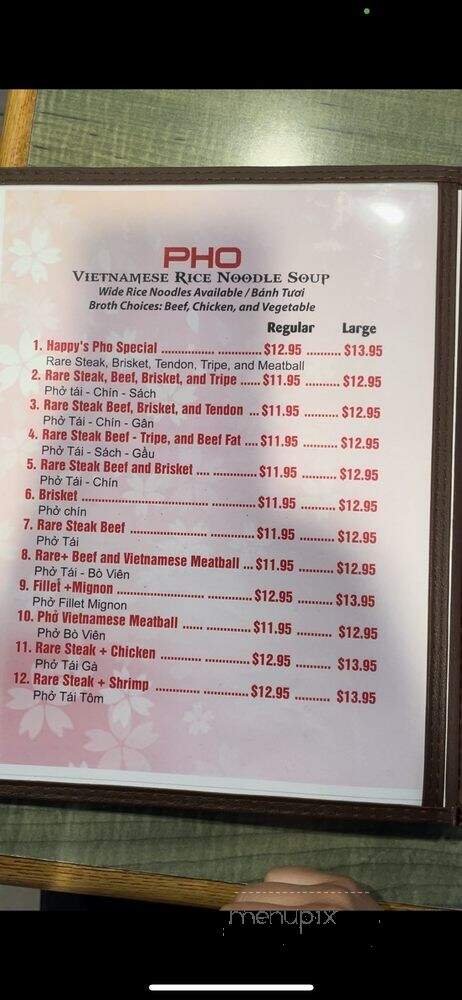 PHO
VIETNAMESE RICE NOODLE SOUP
Wide Rice Noodles Available / Bánh Tươi
Broth Choices: Beef, Chicken, and Vegetable
Regular Large
1. Happy's Pho Special ................ ............. $12.95 .......... $13.95
Rare Steak, Brisket, Tendon, Tripe, and Meatball
2. Rare Steak, Beef, Brisket, and Tripe ...... $11.95 .......... $12.95
Phở tái - Chín - Sách
3. Rare Steak Beef, Brisket, and Tendon ... $11.95 .......... $12.95
Phở Tái - Chín - Gân
4. Rare Steak Beef - Tripe, and Beef Fat .... $11.95 .......... $12.95
Phở Tái - Sách - Gầu
5. Rare Steak Beef and Brisket .... ............. $11.95 .......... $12.95
Phở Tái - Chín
6. Brisket ..................................... ............. $11.95 .......... $12.95
Phở chín
7. Rare Steak Beef ...................... ............. $11.95 .......... $12.95
Phở Tái
8. Rare+ Beef and Vietnamese Meatball ... $11.95 .......... $12.95
Phở Tái - Bò Viên
9. Fillet +Mignon ......................... ............. $12.95 .......... $13.95
Phở Fillet Mignon
10. Phở Vietnamese Meatball ...... ............. $11.95 .......... $12.95
Phở Bò Viên
11. Rare Steak + Chicken ............ ............. $12.95 .......... $13.95
Phở Tái Gà
12. Rare Steak + Shrimp ............. ............. $12.95 .......... $13.95
Phở Tái Tôm
menupix